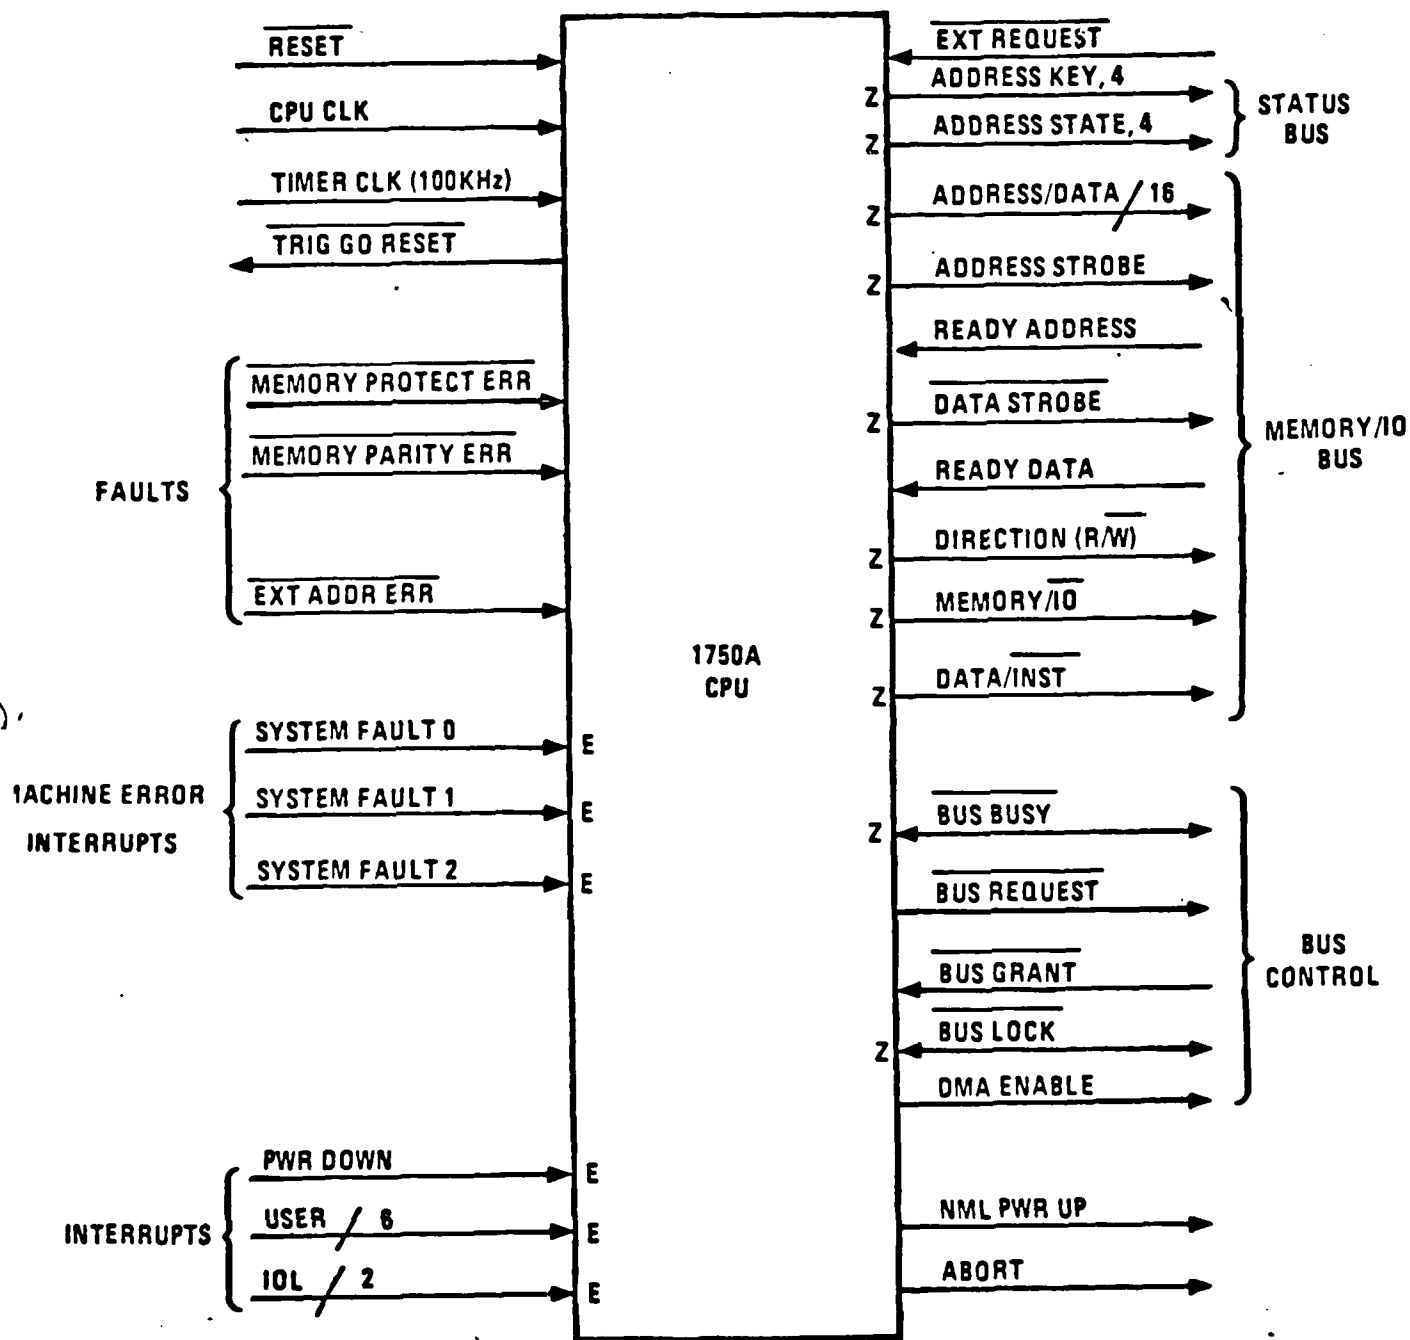 RESET
CPU CLK
TIMER CLK (100KHz)
TRIG GO RESET
FAULTS
MEMORY PROTECT ERR
MEMORY PARITY ERR
EXT ADDR ERR
1ACHINE ERROR
INTERRUPTS
SYSTEM FAULT 0
E
SYSTEM FAULT 1
E
SYSTEM FAULT 2
E
INTERRUPTS
PWR DOWN
E
USER / 6
E
IOL / 2
E
1750A
CPU
EXT REQUEST
Z
ADDRESS KEY, 4
Z
ADDRESS STATE, 4
STATUS
BUS
Z
ADDRESS/DATA / 16
Z
ADDRESS STROBE
READY ADDRESS
Z
DATA STROBE
READY DATA
Z
DIRECTION (R/W)
Z
MEMORY/IO
Z
DATA/INST
MEMORY/IO
BUS
Z
BUS BUSY
BUS REQUEST
BUS GRANT
Z
BUS LOCK
DMA ENABLE
BUS
CONTROL
NML PWR UP
ABORT